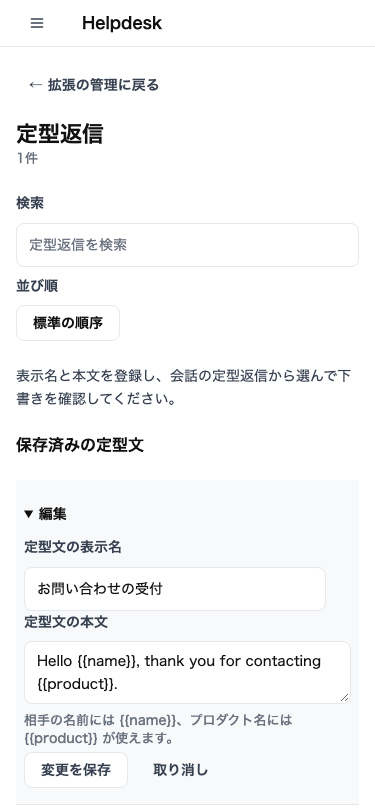 Helpdesk
← 拡張の管理に戻る
定型返信
1件
検索
定型返信を検索
並び順
標準の順序
表示名と本文を登録し、会話の定型返信から選んで下
書きを確認してください。
保存済みの定型文
▼ 編集
定型文の表示名
お問い合わせの受付
定型文の本文
Hello {{name}}, thank you for contacting
{{product}}.
相手の名前には {{name}}、プロダクト名には
{{product}} が使えます。
変更を保存
取り消し